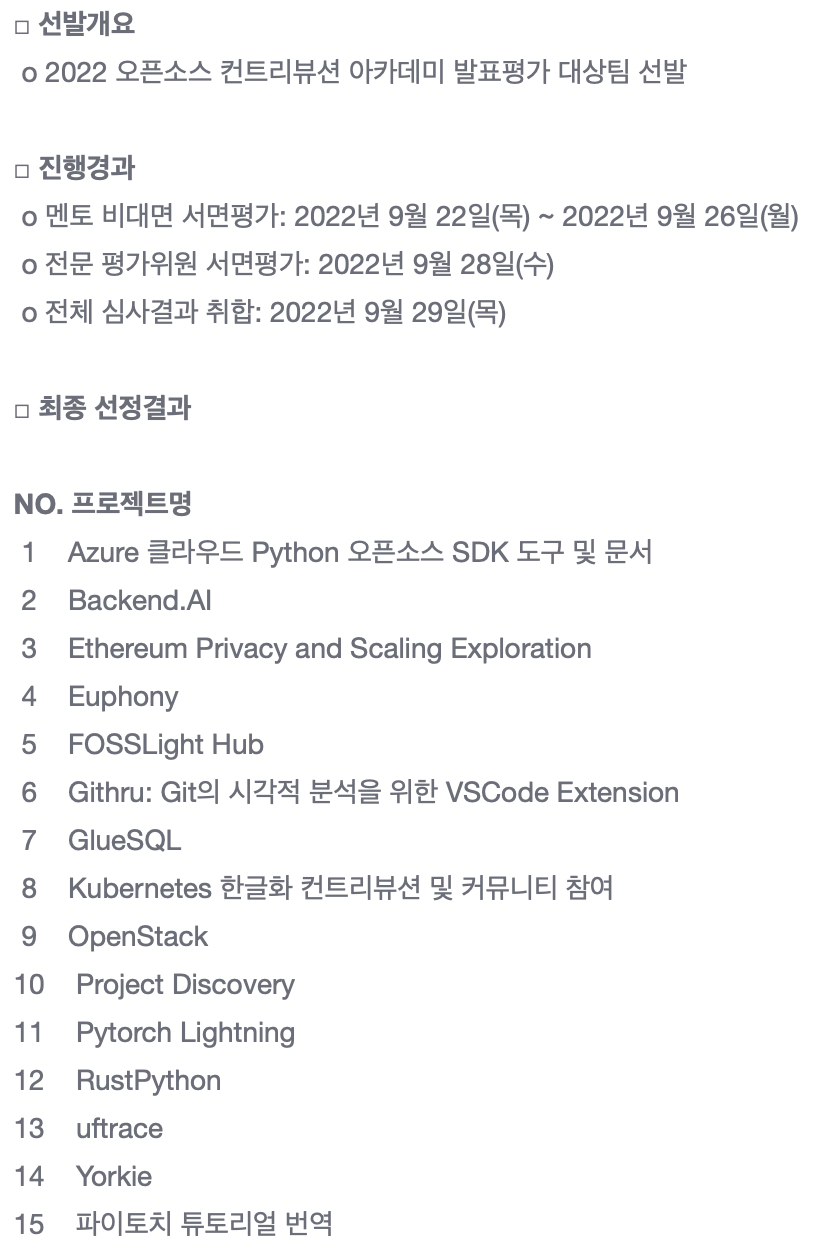 □ 선발개요
o 2022 오픈소스 컨트리뷰션 아카데미 발표평가 대상팀 선발
□ 진행경과
o 멘토 비대면 서면평가: 2022년 9월 22일(목) ~ 2022년 9월 26일(월)
o 전문 평가위원 서면평가: 2022년 9월 28일(수)
o 전체 심사결과 취합: 2022년 9월 29일(목)
□ 최종 선정결과
NO. 프로젝트명
1 Azure 클라우드 Python 오픈소스 SDK 도구 및 문서
2 Backend.AI
3 Ethereum Privacy and Scaling Exploration
4 Euphony
5 FOSSLight Hub
6 Githru: Git의 시각적 분석을 위한 VSCode Extension
7 GlueSQL
8 Kubernetes 한글화 컨트리뷰션 및 커뮤니티 참여
9 OpenStack
10 Project Discovery
11 Pytorch Lightning
12 RustPython
13 uftrace
14 Yorkie
15 파이토치 튜토리얼 번역